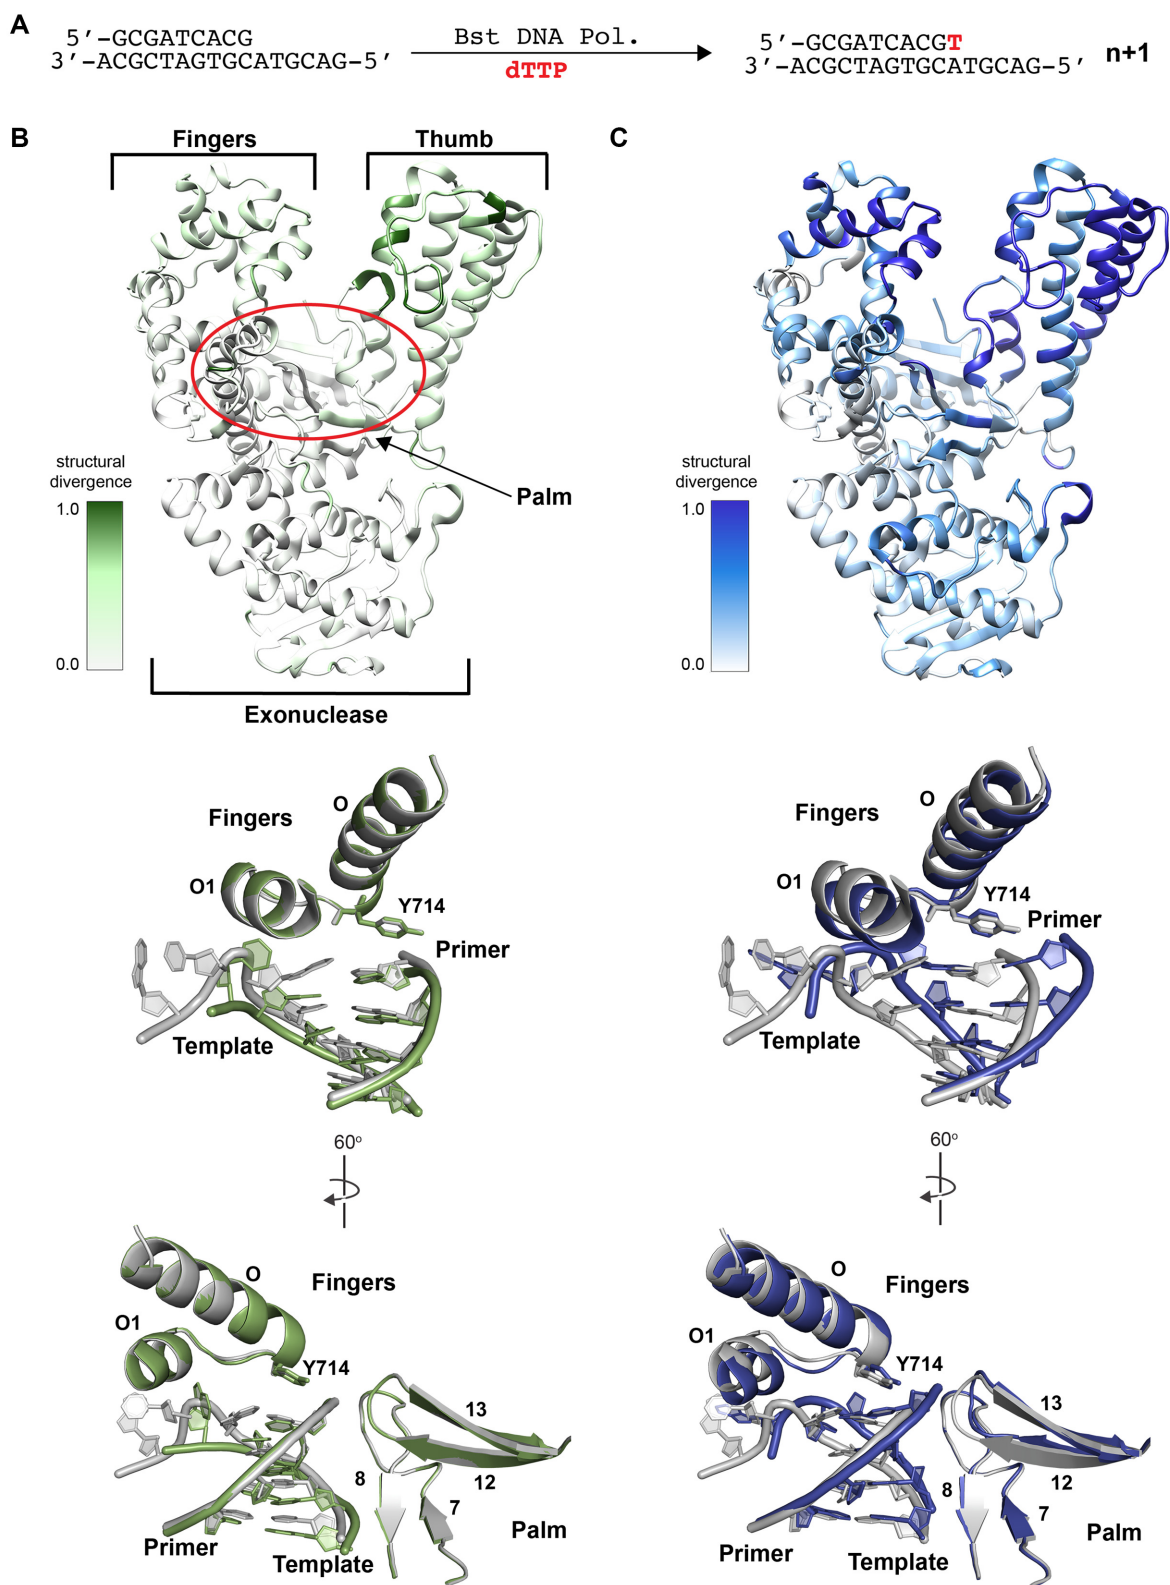 A
5′-GCGATCACG
3′-ACGCTAGTGCATGCAG-5′
Bst DNA Pol.
dTTP
5′-GCGATCACGT
3′-ACGCTAGTGCATGCAG-5′
n+1
B
Fingers
Thumb
structural
divergence
1.0
0.0
Palm
Exonuclease
C
structural
divergence
1.0
0.0
O
Fingers
O1
Y714
Primer
Template
60o
O
Fingers
O1
Y714
13
12
8
7
Palm
Primer
Template
O
Fingers
O1
Y714
Primer
Template
60o
O
Fingers
O1
Y714
13
12
8
7
Palm
Primer
Template